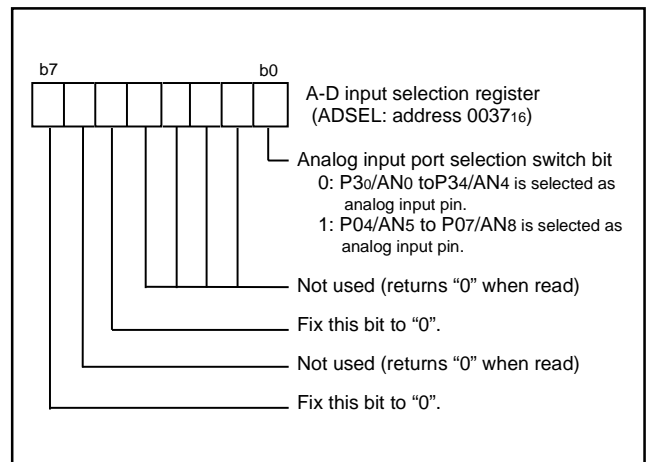 b7 b0
A-D input selection register
(ADSEL: address 003716)
Analog input port selection switch bit
0: P30/AN0 toP34/AN4 is selected as
analog input pin.
1: P04/AN5 to P07/AN8 is selected as
analog input pin.
Not used (returns “0” when read)
Fix this bit to “0”.
Not used (returns “0” when read)
Fix this bit to “0”.